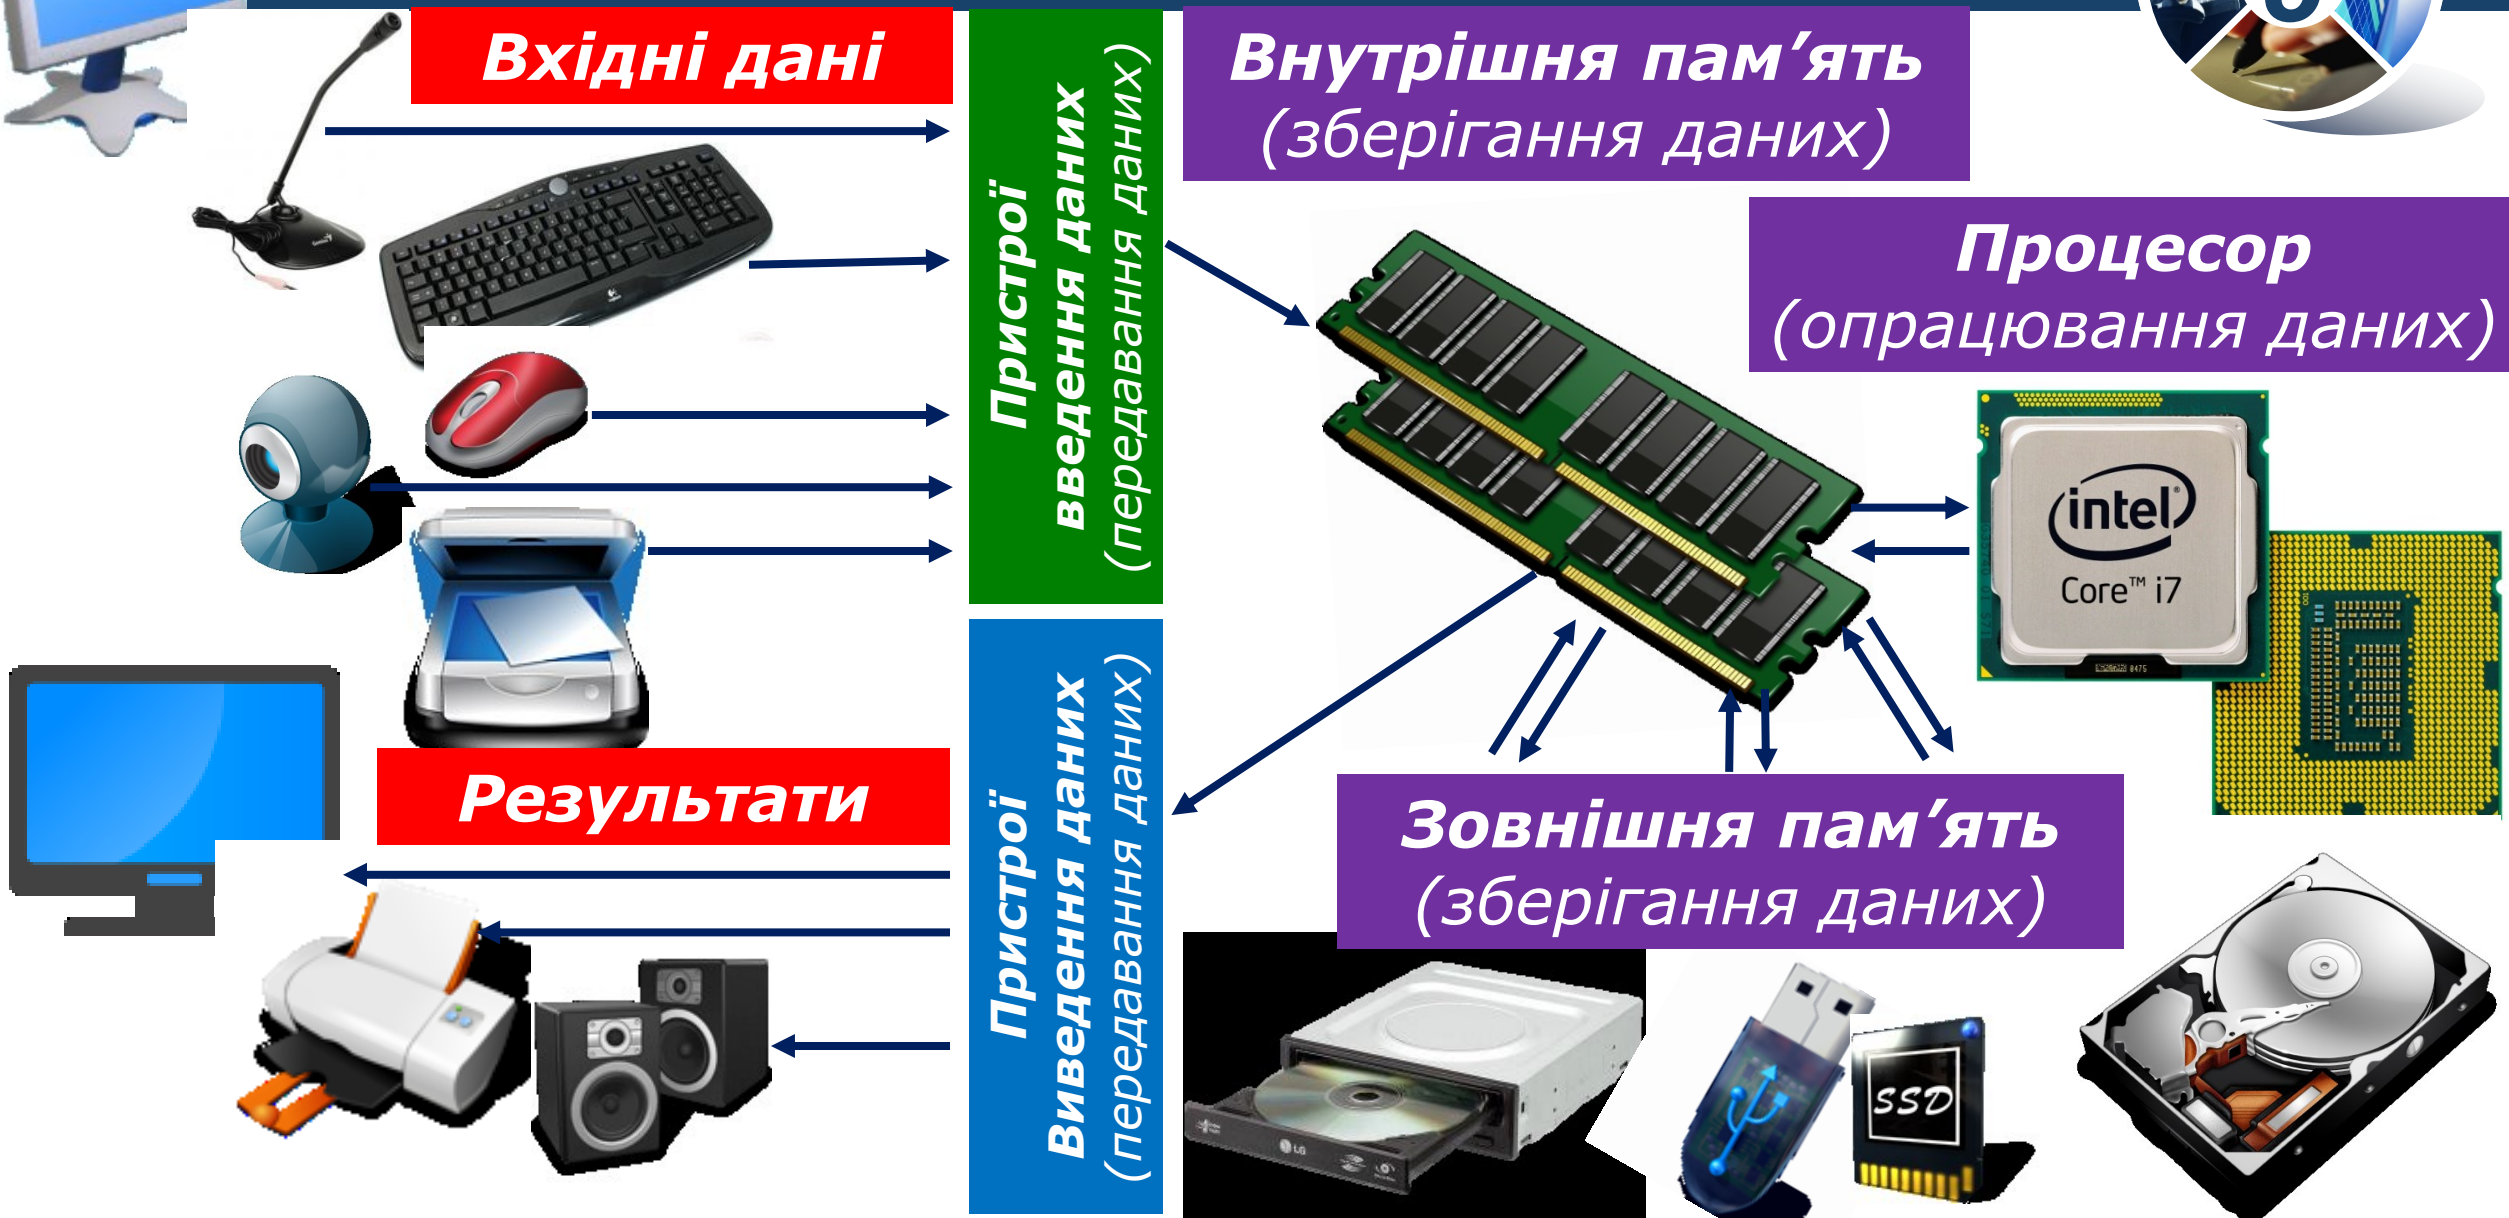 Вхідні дані
Пристрої
введення даних
(передавання даних)
Внутрішня пам’ять
(зберігання даних)
Процесор
(опрацювання даних)
intel
Core™ i7
Результати
Пристрої
Виведення даних
(передавання даних)
Зовнішня пам’ять
(зберігання даних)
LG
SSD